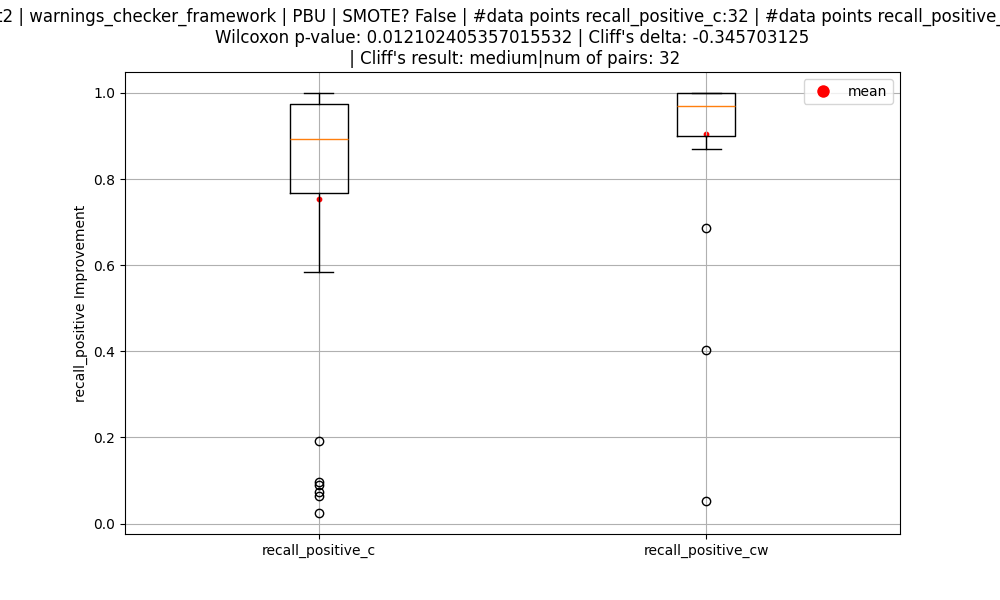 t2 | warnings_checker_framework | PBU | SMOTE? False | #data points recall_positive_c:32 | #data points recall_positive_
Wilcoxon p-value: 0.012102405357015532 | Cliff's delta: -0.345703125
| Cliff's result: medium|num of pairs: 32
mean
1.0
0.8
0.6
0.4
0.2
0.0
recall_positive Improvement
recall_positive_c
recall_positive_cw